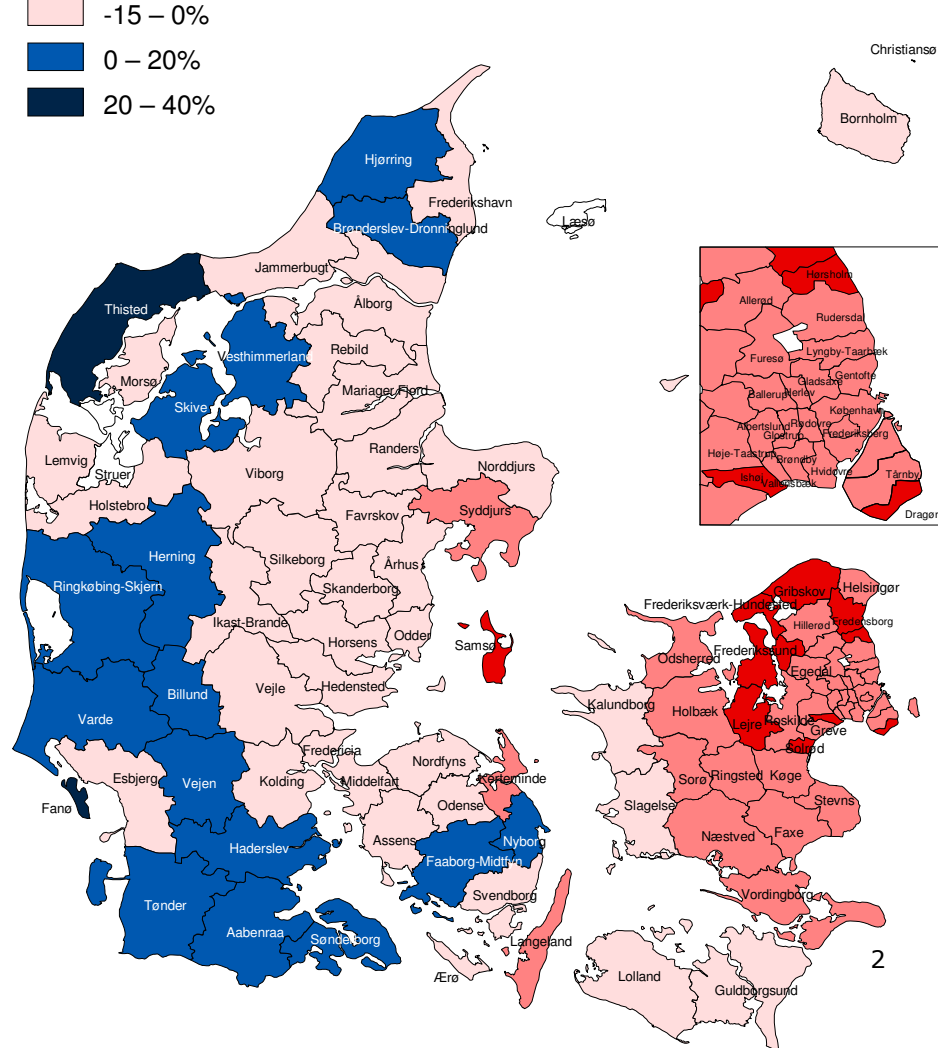 -15 – 0%
0 – 20%
20 – 40%
Christiansø
Bornholm
Hjørring
Frederikshavn
Læsø
Brønderslev-Dronninglund
Jammerbugt
Thisted
Ålborg
Vesthimmerland
Rebild
Morsø
Mariager Fjord
Skive
Lemvig
Struer
Viborg
Randers
Norddjurs
Holstebro
Favrskov
Syddjurs
Herning
Silkeborg
Århus
Ringkøbing-Skjern
Skanderborg
Ikast-Brande
Horsens
Odder
Samsø
Billund
Vejle
Hedensted
Varde
Fredericia
Esbjerg
Vejen
Kolding
Middelfart
Nordfyns
Kerteminde
Fanø
Odense
Assens
Nyborg
Haderslev
Faaborg-Midtfyn
Svendborg
Tønder
Aabenraa
Sønderborg
Langeland
Ærø
Hørsholm
Allerød
Rudersdal
Furesø
Lyngby-Taarbæk
Gladsaxe
Gentofte
Ballerup
Herlev
København
Albertslund
Rødovre
Glostrup
Frederiksberg
Høje-Taastrup
Brøndby
Hvidovre
Tårnby
Ishøj
Vallensbæk
Dragør
Gribskov
Helsingør
Frederiksværk-Hundested
Hillerød
Fredensborg
Frederikssund
Odsherred
Egedal
Kalundborg
Holbæk
Lejre
Roskilde
Greve
Solrød
Sorø
Ringsted
Køge
Slagelse
Stevns
Næstved
Faxe
Vordingborg
Lolland
Guldborgsund
2